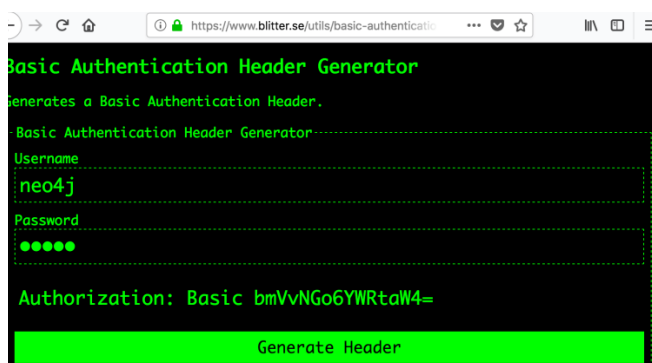 https://www.blitter.se/utils/basic-authenticatio
Basic Authentication Header Generator
Generates a Basic Authentication Header.
Basic Authentication Header Generator
Username
neo4j
Password
●●●●●
Authorization: Basic bmVvNGo6YWRtaW4=
Generate Header